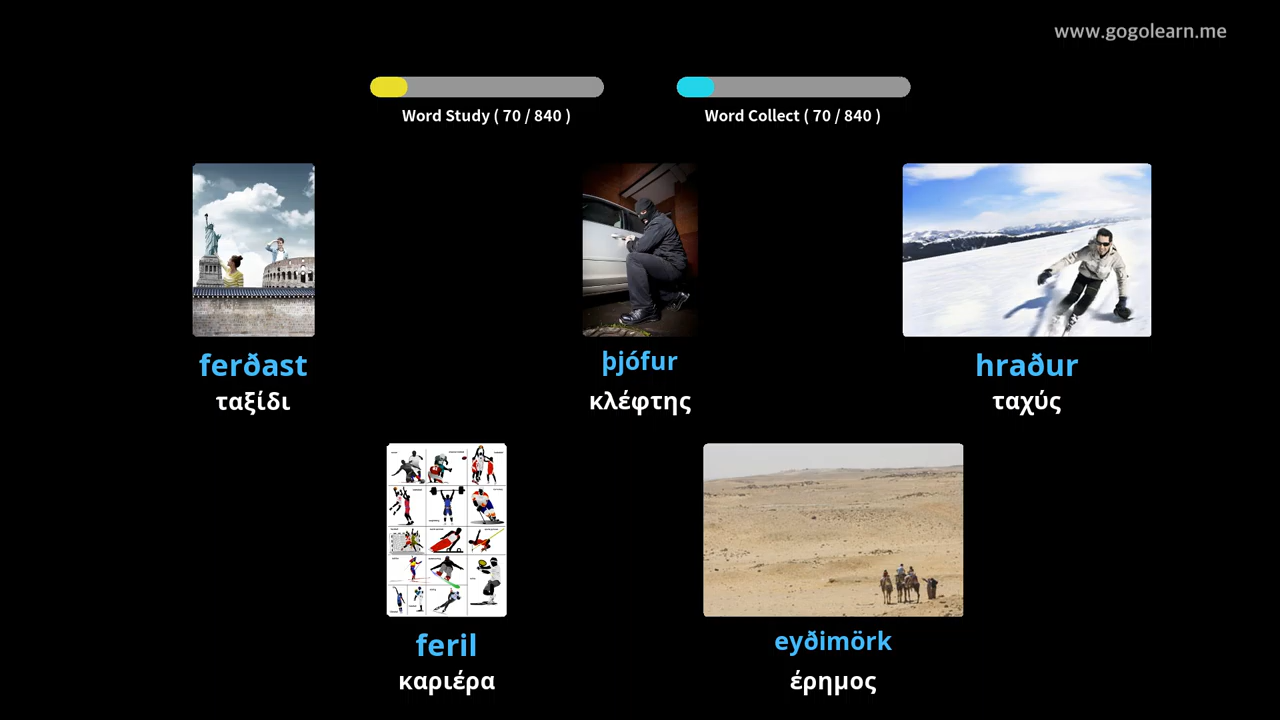 www.gogolearn.me
Word Study ( 70 / 840 )
Word Collect ( 70 / 840 )
ferðast
ταξίδι
þjófur
κλέφτης
hraður
ταχύς
feril
καριέρα
eyðimörk
έρημος